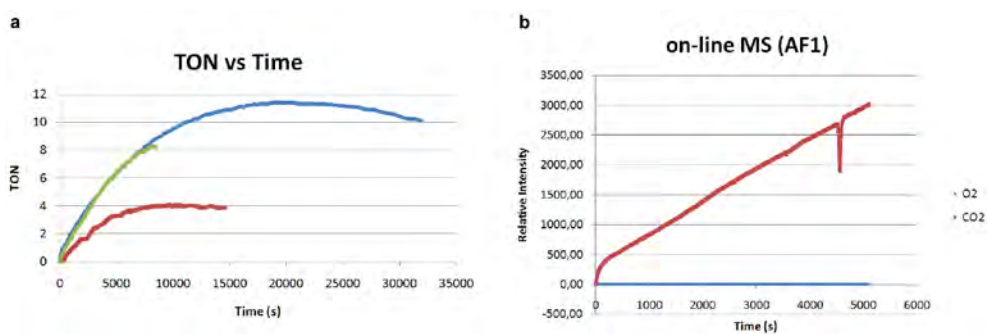 a
TON vs Time
12
10
8
6
4
2
0
TON
0 5000 10000 15000 20000 25000 30000 35000
Time (s)
b
on-line MS (AF1)
3500,00
3000,00
2500,00
2000,00
1500,00
1000,00
500,00
0,00
-500,00
Relative Intensity
0 1000 2000 3000 4000 5000 6000
Time (s)
O2
CO2